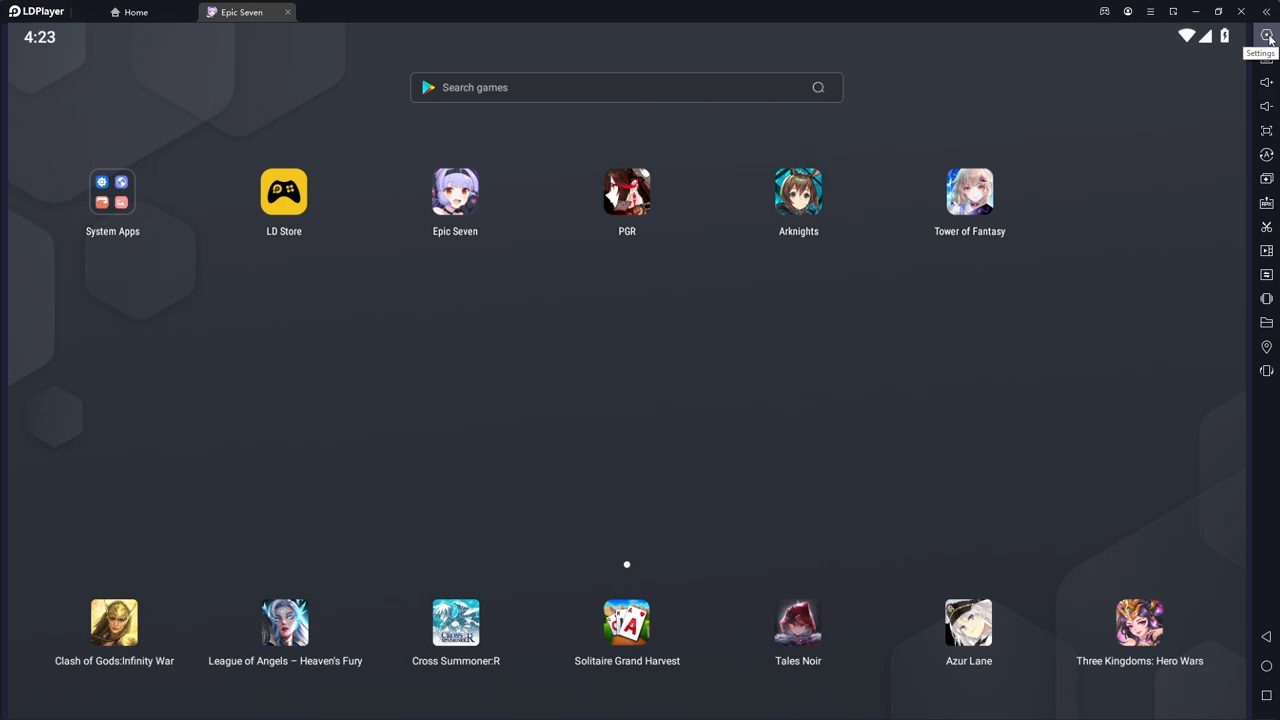 LDPlayer
Home
Epic Seven
4:23
Settings
Search games
System Apps
LD Store
Epic Seven
PGR
Arknights
Tower of Fantasy
Clash of Gods:Infinity War
League of Angels – Heaven's Fury
CROSS SUMMONER:R
Cross Summoner:R
Solitaire Grand Harvest
Tales Noir
Azur Lane
Three Kingdoms: Hero Wars